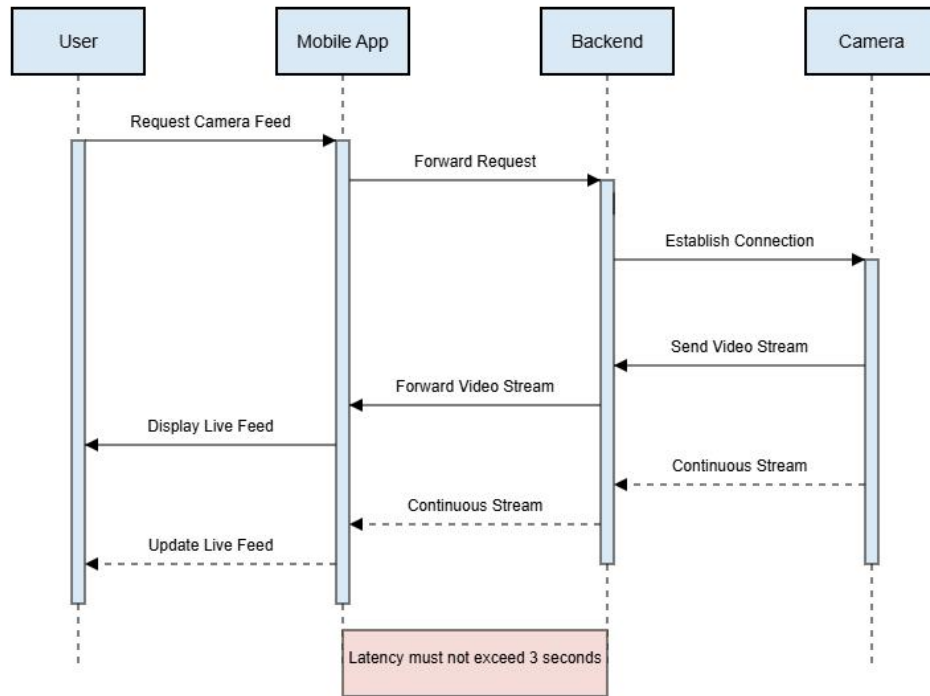 User
Mobile App
Backend
Camera
Request Camera Feed
Forward Request
Establish Connection
Send Video Stream
Forward Video Stream
Display Live Feed
Continuous Stream
Continuous Stream
Update Live Feed
Latency must not exceed 3 seconds